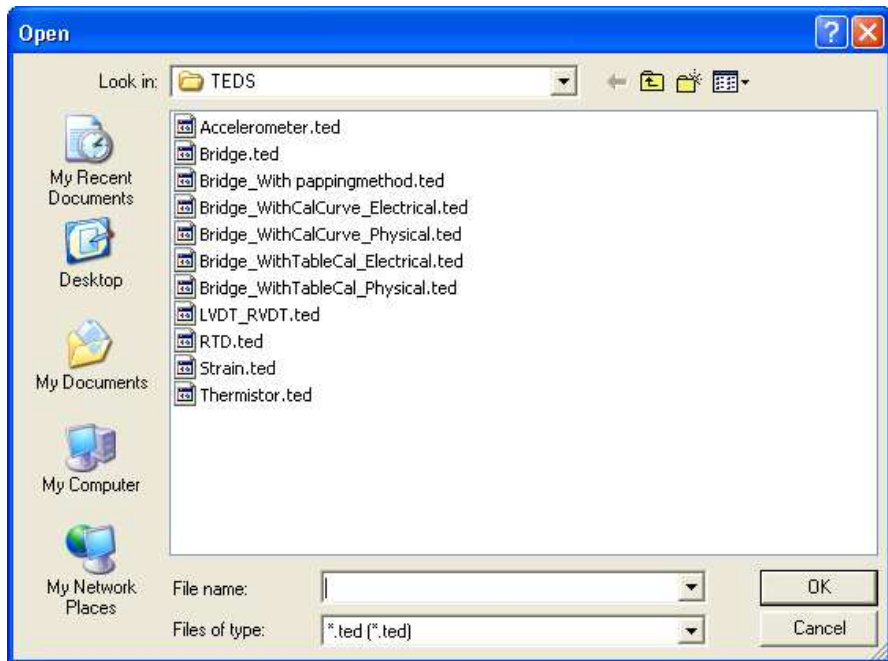 Open
Look in: TEDS
My Recent
Documents
Desktop
My Documents
My Computer
My Network
Places
Accelerometer.ted
Bridge.ted
Bridge_With pappingmethod.ted
Bridge_WithCalCurve_Electrical.ted
Bridge_WithCalCurve_Physical.ted
Bridge_WithTableCal_Electrical.ted
Bridge_WithTableCal_Physical.ted
LVDT_RVDT.ted
RTD.ted
Strain.ted
Thermistor.ted
File name:
OK
Files of type: *.ted (*.ted)
Cancel